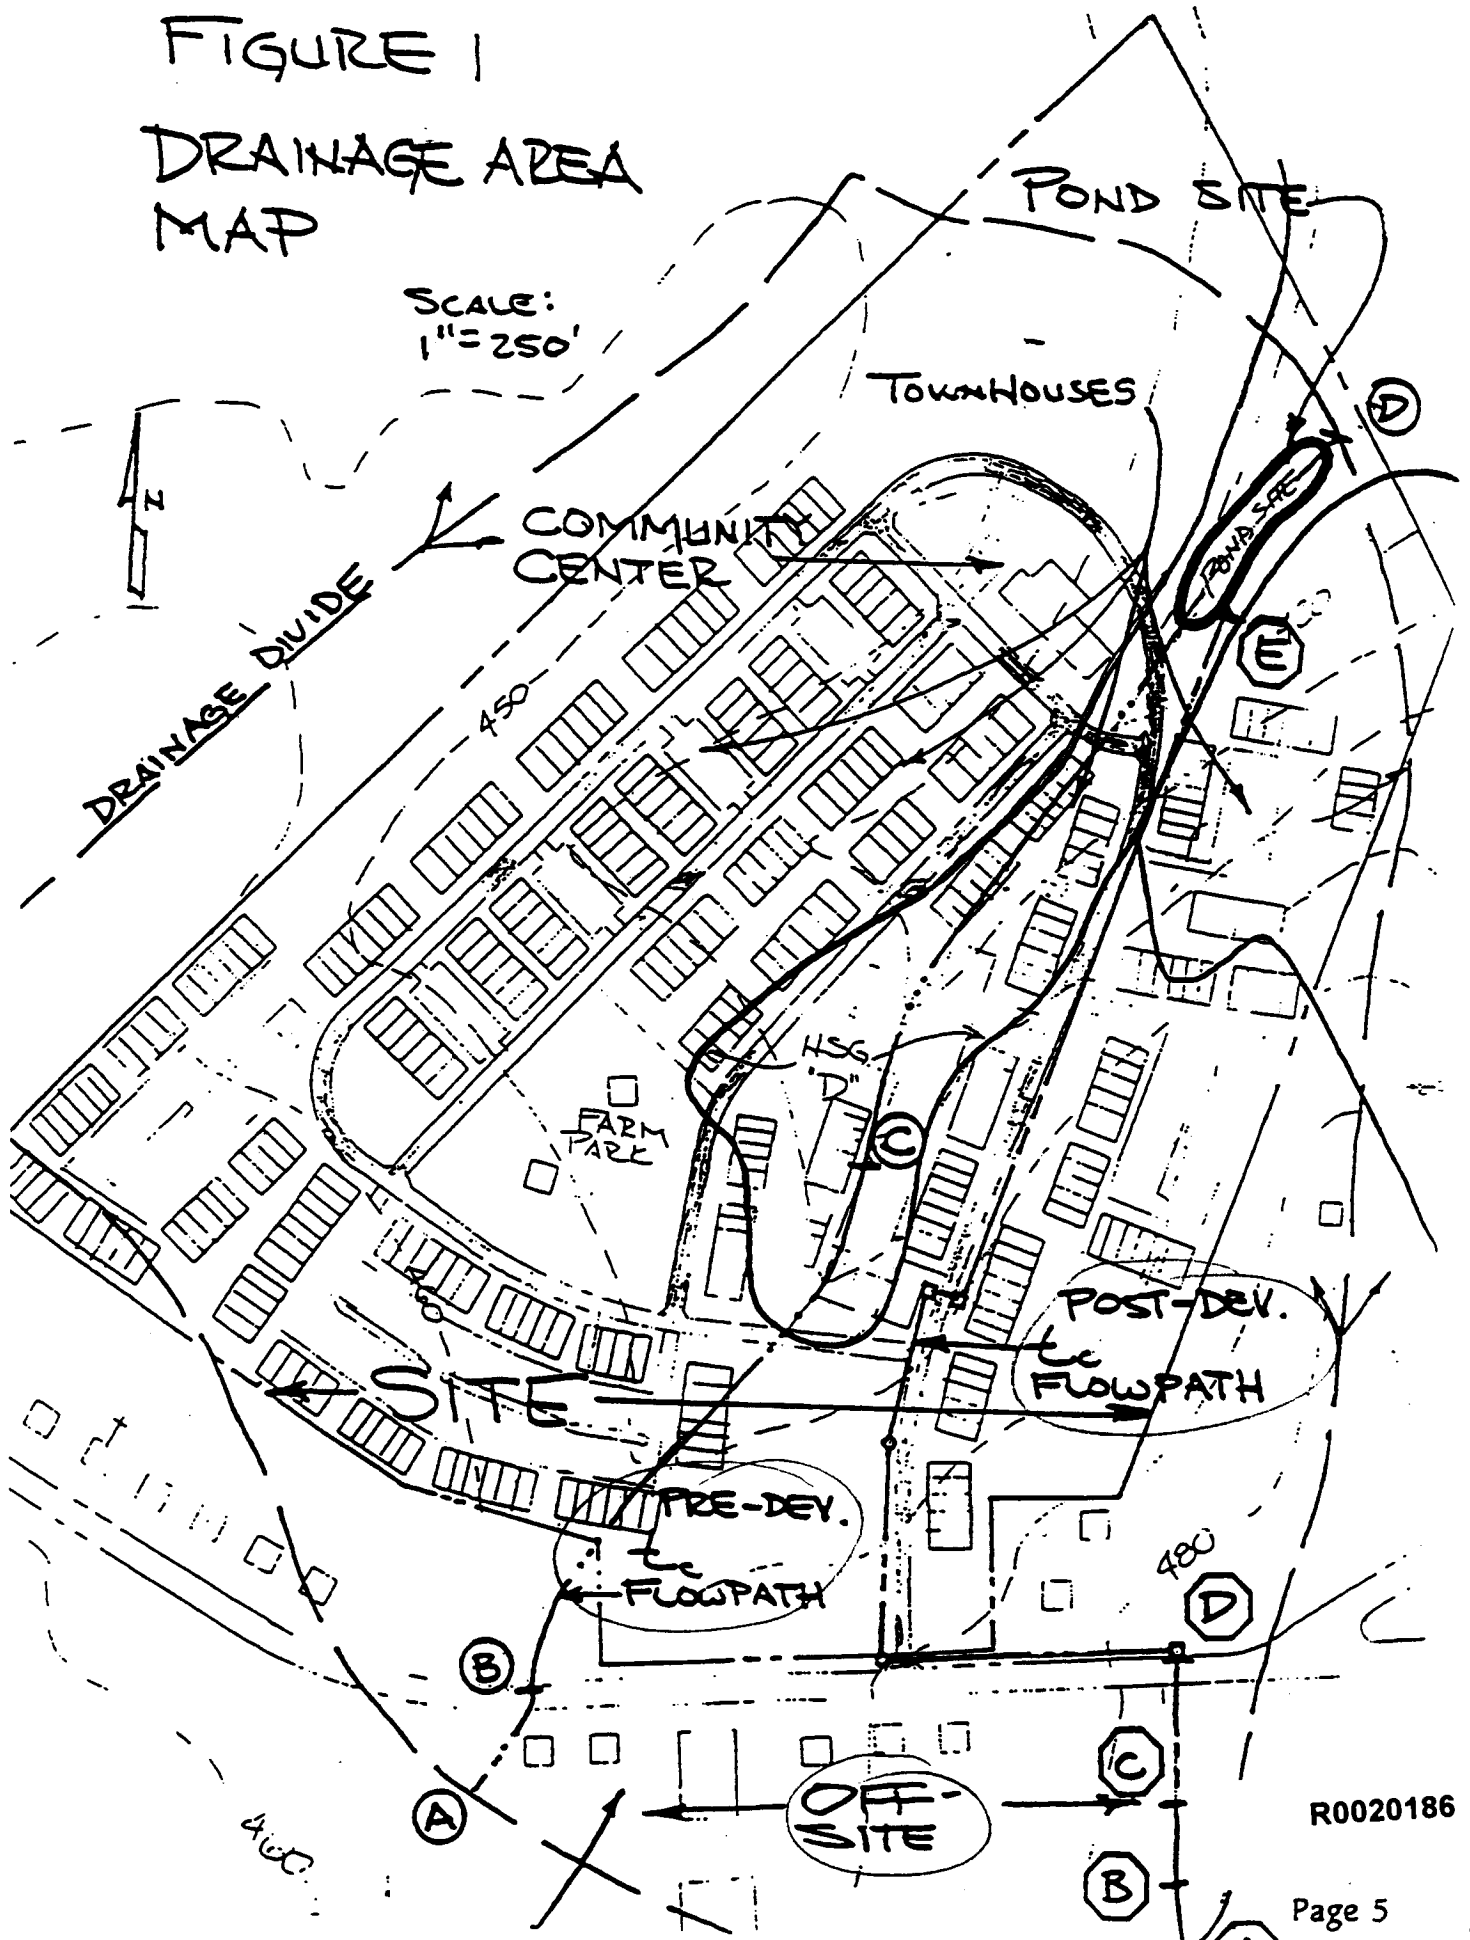 FIGURE 1
DRAINAGE AREA
MAP
SCALE:
1"=250'
N
POND SITE
TOWNHOUSES
D
POND SITE
COMMUNITY
CENTER
DRAINAGE DIVIDE
E
450
HSG
"D"
C
FARM
PARK
460
POST-DEV.
tc
FLOWPATH
SITE
PRE-DEV.
tc
FLOWPATH
480
D
B
C
A
OFF-
SITE
460
R0020186
B
Page 5